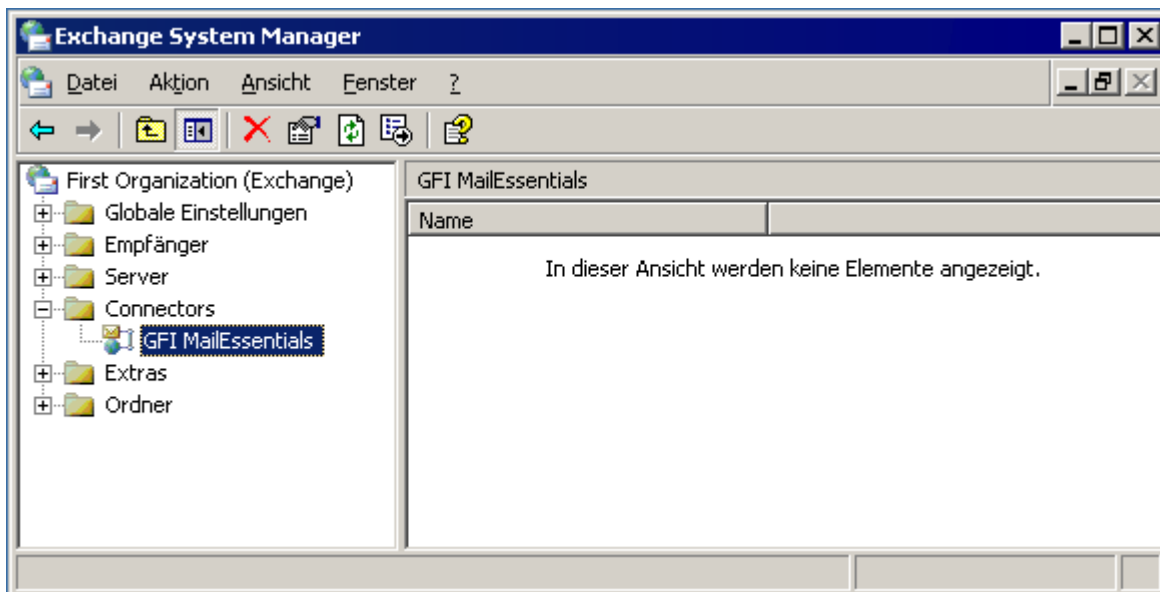 Exchange System Manager
Datei Aktion Ansicht Fenster ?
First Organization (Exchange)
Globale Einstellungen
Empfänger
Server
Connectors
GFI MailEssentials
Extras
Ordner
GFI MailEssentials
Name
In dieser Ansicht werden keine Elemente angezeigt.